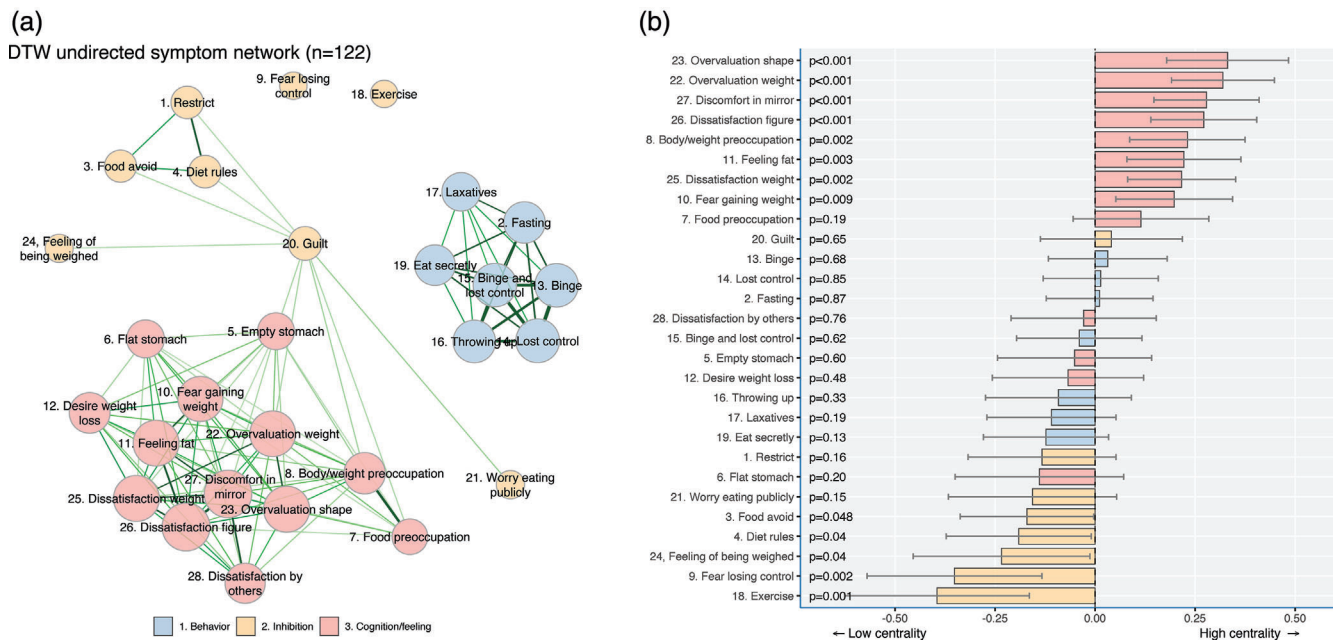 (a)
DTW undirected symptom network (n=122)
9. Fear losing
control
18. Exercise
1. Restrict
3. Food avoid
4. Diet rules
17. Laxatives
2. Fasting
24, Feeling of
being weighed
20. Guilt
19. Eat secretly
15. Binge and
lost control
13. Binge
16. Throwing up
14. Lost control
5. Empty stomach
6. Flat stomach
10. Fear gaining
weight
12. Desire weight
loss
22. Overvaluation weight
11. Feeling fat
8. Body/weight preoccupation
21. Worry eating
publicly
27. Discomfort in
mirror
25. Dissatisfaction weight
23. Overvaluation shape
26. Dissatisfaction figure
7. Food preoccupation
28. Dissatisfaction by
others
1. Behavior
2. Inhibition
3. Cognition/feeling
(b)
23. Overvaluation shape p<0.001
22. Overvaluation weight p<0.001
27. Discomfort in mirror p<0.001
26. Dissatisfaction figure p<0.001
8. Body/weight preoccupation p=0.002
11. Feeling fat p=0.003
25. Dissatisfaction weight p=0.002
10. Fear gaining weight p=0.009
7. Food preoccupation p=0.19
20. Guilt p=0.65
13. Binge p=0.68
14. Lost control p=0.85
2. Fasting p=0.87
28. Dissatisfaction by others p=0.76
15. Binge and lost control p=0.62
5. Empty stomach p=0.60
12. Desire weight loss p=0.48
16. Throwing up p=0.33
17. Laxatives p=0.19
19. Eat secretly p=0.13
1. Restrict p=0.16
6. Flat stomach p=0.20
21. Worry eating publicly p=0.15
3. Food avoid p=0.048
4. Diet rules p=0.04
24, Feeling of being weighed p=0.04
9. Fear losing control p=0.002
18. Exercise p=0.001
-0.50 -0.25 0.00 0.25 0.50
← Low centrality High centrality →